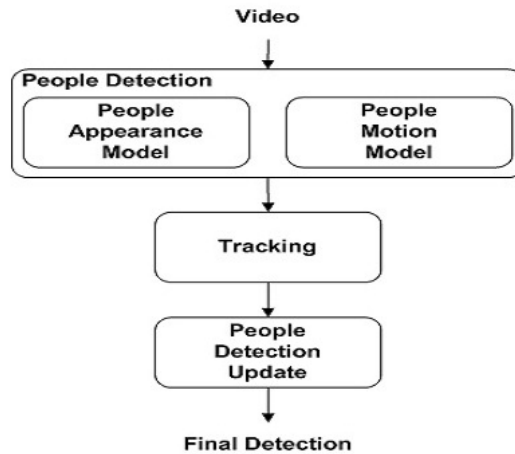 Video
People Detection
People
Appearance
Model
People
Motion
Model
Tracking
People
Detection
Update
Final Detection